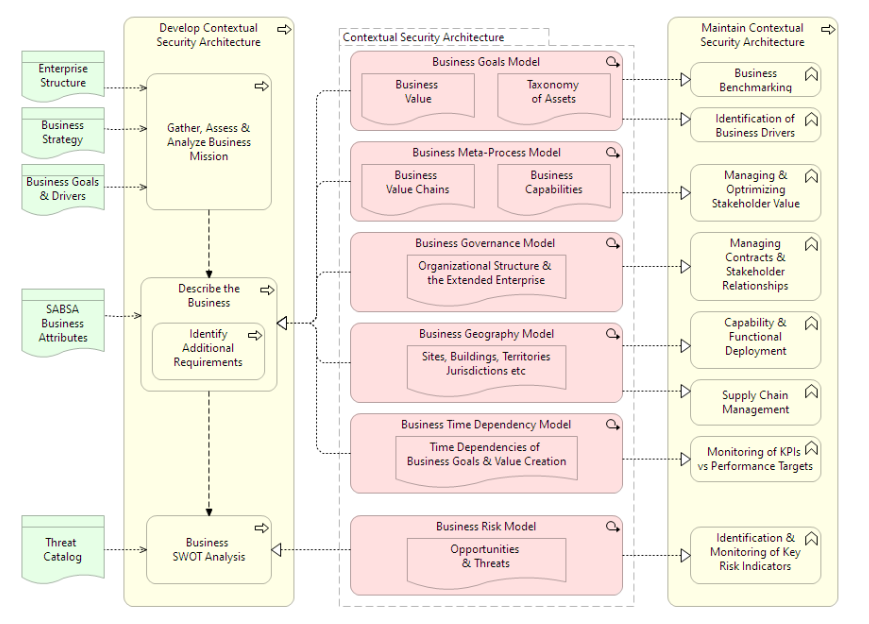 Develop Contextual
Security Architecture
Enterprise
Structure
Business
Strategy
Business Goals
& Drivers
SABSA
Business
Attributes
Threat
Catalog
Gather, Assess &
Analyze Business
Mission
Describe the
Business
Identify
Additional
Requirements
Business
SWOT Analysis
Contextual Security Architecture
Business Goals Model
Business
Value
Taxonomy
of Assets
Business Meta-Process Model
Business
Value Chains
Business
Capabilities
Business Governance Model
Organizational Structure &
the Extended Enterprise
Business Geography Model
Sites, Buildings, Territories
Jurisdictions etc
Business Time Dependency Model
Time Dependencies of
Business Goals & Value Creation
Business Risk Model
Opportunities
& Threats
Maintain Contextual
Security Architecture
Business
Benchmarking
Identification of
Business Drivers
Managing &
Optrimizing
Stakeholder Value
Managing
Contracts &
Stakeholder
Relationships
Capability &
Functional
Deployment
Supply Chain
Management
Monitoring of KPIs
vs Performance Targets
Identification &
Monitoring of Key
Risk Indicators